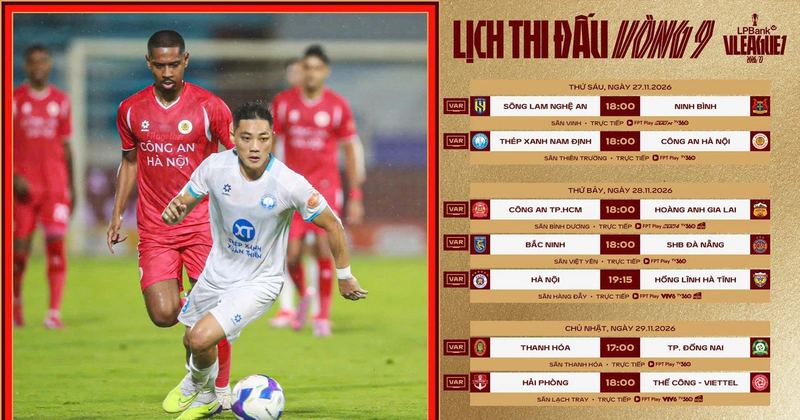 CÔNG AN
HÀ NỘI
XT
THÉP XANH
XUÂN THIỆN
LỊCH THI ĐẤU VÒNG 9
LPBank
VLEAGUE 1
2026/27
THỨ SÁU, NGÀY 27.11.2026
VAR SÔNG LAM NGHỆ AN 18:00 NINH BÌNH
SÂN VINH • TRỰC TIẾP FPT Play TV360
VAR THÉP XANH NAM ĐỊNH 18:00 CÔNG AN HÀ NỘI
SÂN THIÊN TRƯỜNG • TRỰC TIẾP FPT Play TV360
THỨ BẢY, NGÀY 28.11.2026
VAR CÔNG AN TP.HCM 18:00 HOÀNG ANH GIA LAI
SÂN BÌNH DƯƠNG • TRỰC TIẾP FPT Play TV360
VAR BẮC NINH 18:00 SHB ĐÀ NẴNG
SÂN VIỆT YÊN • TRỰC TIẾP FPT Play TV360
VAR HÀ NỘI 19:15 HỒNG LĨNH HÀ TĨNH
SÂN HÀNG ĐẪY • TRỰC TIẾP FPT Play VTV6 TV360
CHỦ NHẬT, NGÀY 29.11.2026
VAR THANH HÓA 17:00 TP. ĐỒNG NAI
SÂN THANH HÓA • TRỰC TIẾP FPT Play TV360
VAR HẢI PHÒNG 18:00 THỂ CÔNG - VIETTEL
SÂN LẠCH TRAY • TRỰC TIẾP FPT Play VTV6 TV360